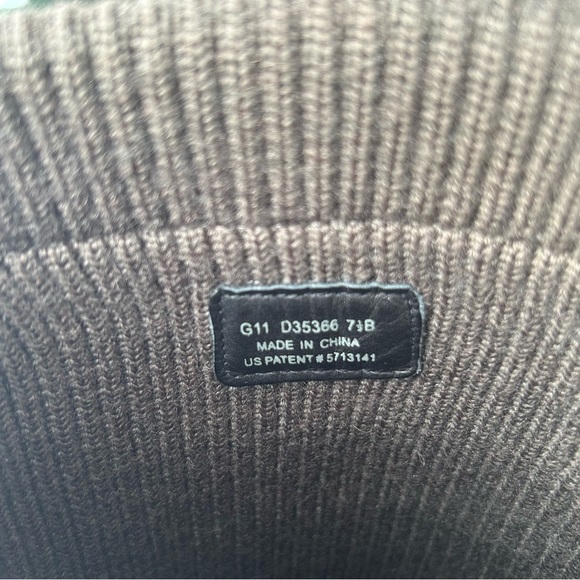 G11 D35366 7½B
MADE IN CHINA
US PATENT # 5713141